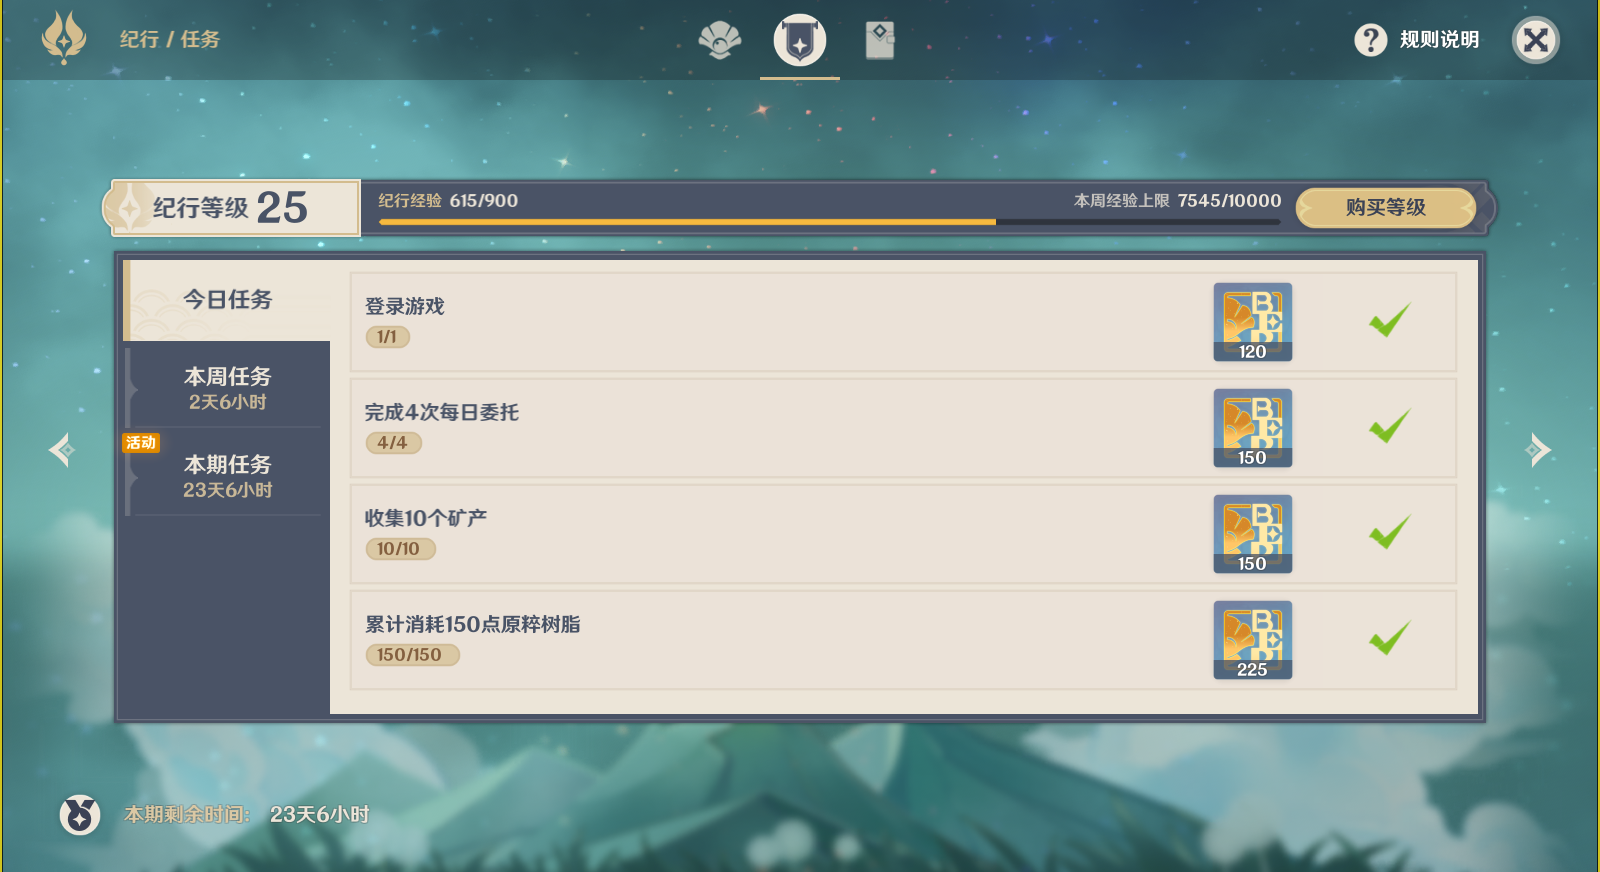 纪行 / 任务
规则说明
纪行等级 25
纪行经验 615/900
本周经验上限 7545/10000
购买等级
今日任务
本周任务
2天6小时
活动
本期任务
23天6小时
登录游戏
1/1
120
完成4次每日委托
4/4
150
收集10个矿产
10/10
150
累计消耗150点原粹树脂
150/150
225
本期剩余时间: 23天6小时